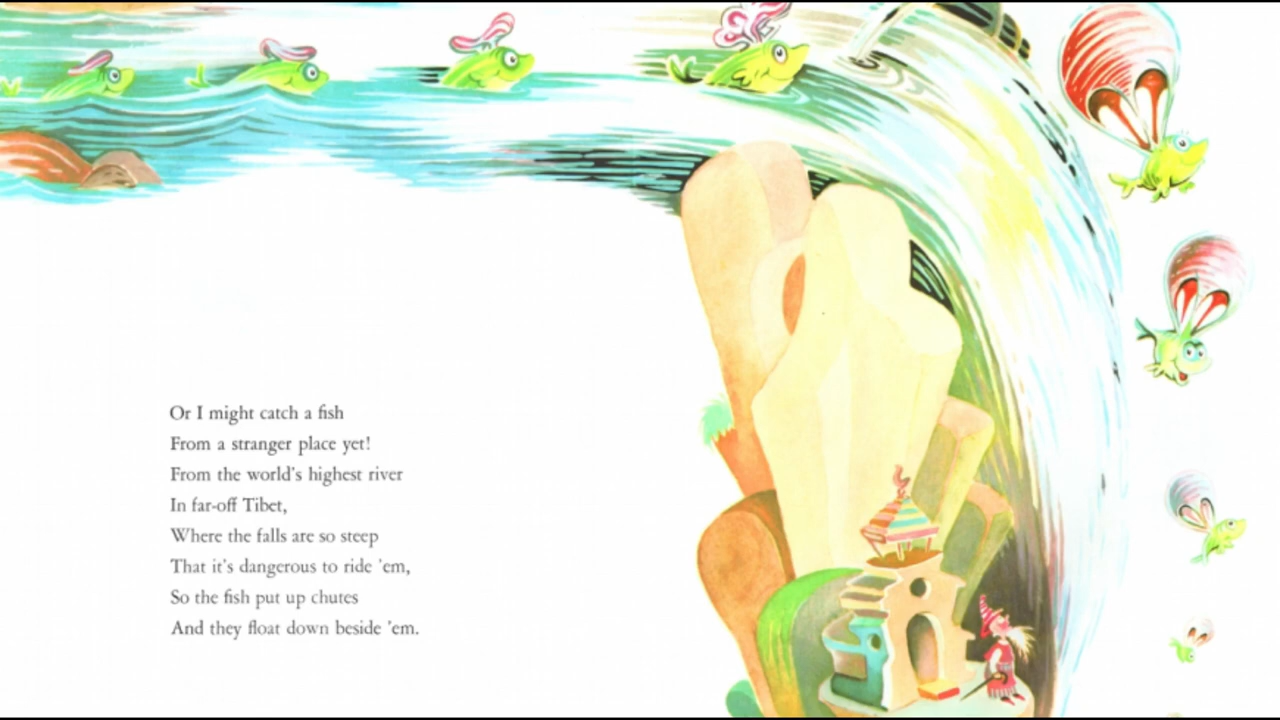 Or I might catch a fish
From a stranger place yet!
From the world's highest river
In far-off Tibet,
Where the falls are so steep
That it's dangerous to ride 'em,
So the fish put up chutes
And they float down beside 'em.